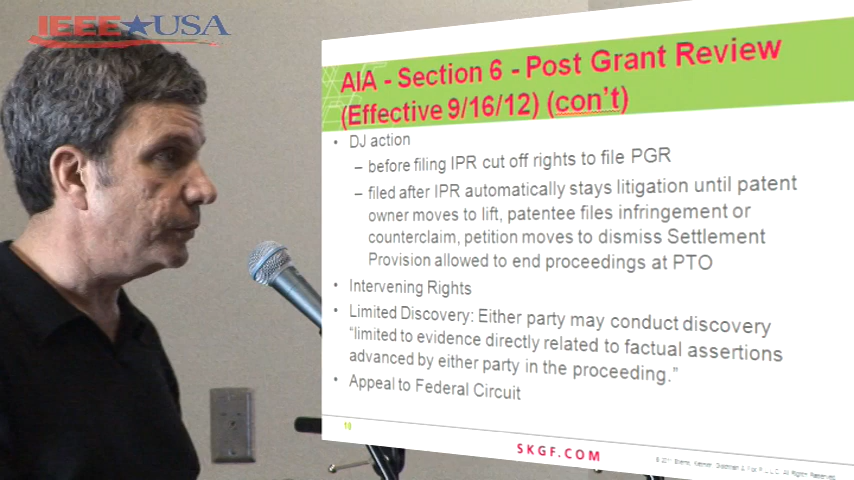 IEEE USA
AIA - Section 6 - Post Grant Review
(Effective 9/16/12) (con't)
• DJ action
– before filing IPR cut off rights to file PGR
– filed after IPR automatically stays litigation until patent
owner moves to lift, patentee files infringement or
counterclaim, petition moves to dismiss Settlement
Provision allowed to end proceedings at PTO
• Intervening Rights
• Limited Discovery: Either party may conduct discovery
"limited to evidence directly related to factual assertions
advanced by either party in the proceeding."
• Appeal to Federal Circuit
SKGF.COM